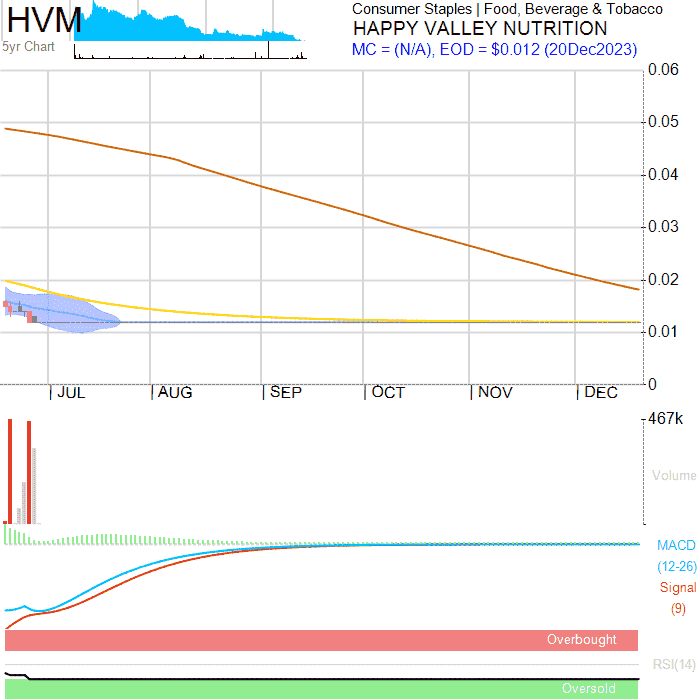 HVM
5yr Chart
Consumer Staples | Food, Beverage & Tobacco
HAPPY VALLEY NUTRITION
MC = (N/A), EOD = $0.012 (20Dec2023)
0.06
0.05
0.04
0.03
0.02
0.01
0
JUL AUG SEP OCT NOV DEC
467k
Volume
MACD
(12-26)
Signal
(9)
Overbought
RSI(14)
Oversold